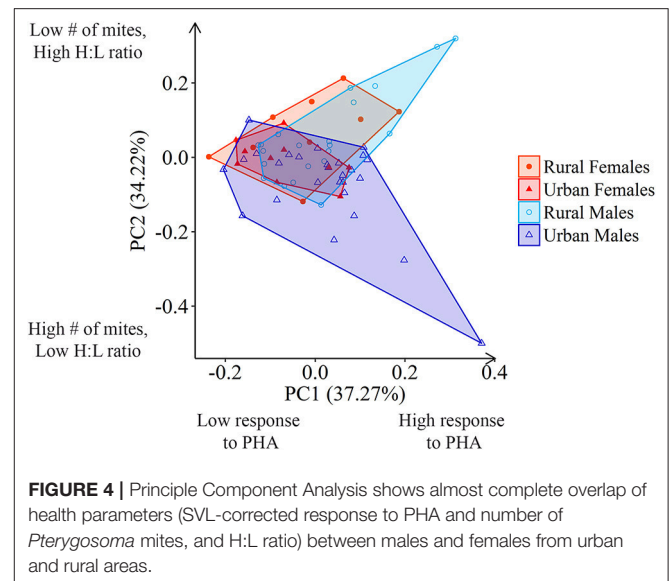 Low # of mites,
High H:L ratio
0.2
0.0
-0.2
-0.4
PC2 (34.22%)
High # of mites,
Low H:L ratio
-0.2
0.0
0.2
0.4
PC1 (37.27%)
Low response
to PHA
High response
to PHA
Rural Females
Urban Females
Rural Males
Urban Males
FIGURE 4 | Principle Component Analysis shows almost complete overlap of
health parameters (SVL-corrected response to PHA and number of
Pterygosoma mites, and H:L ratio) between males and females from urban
and rural areas.